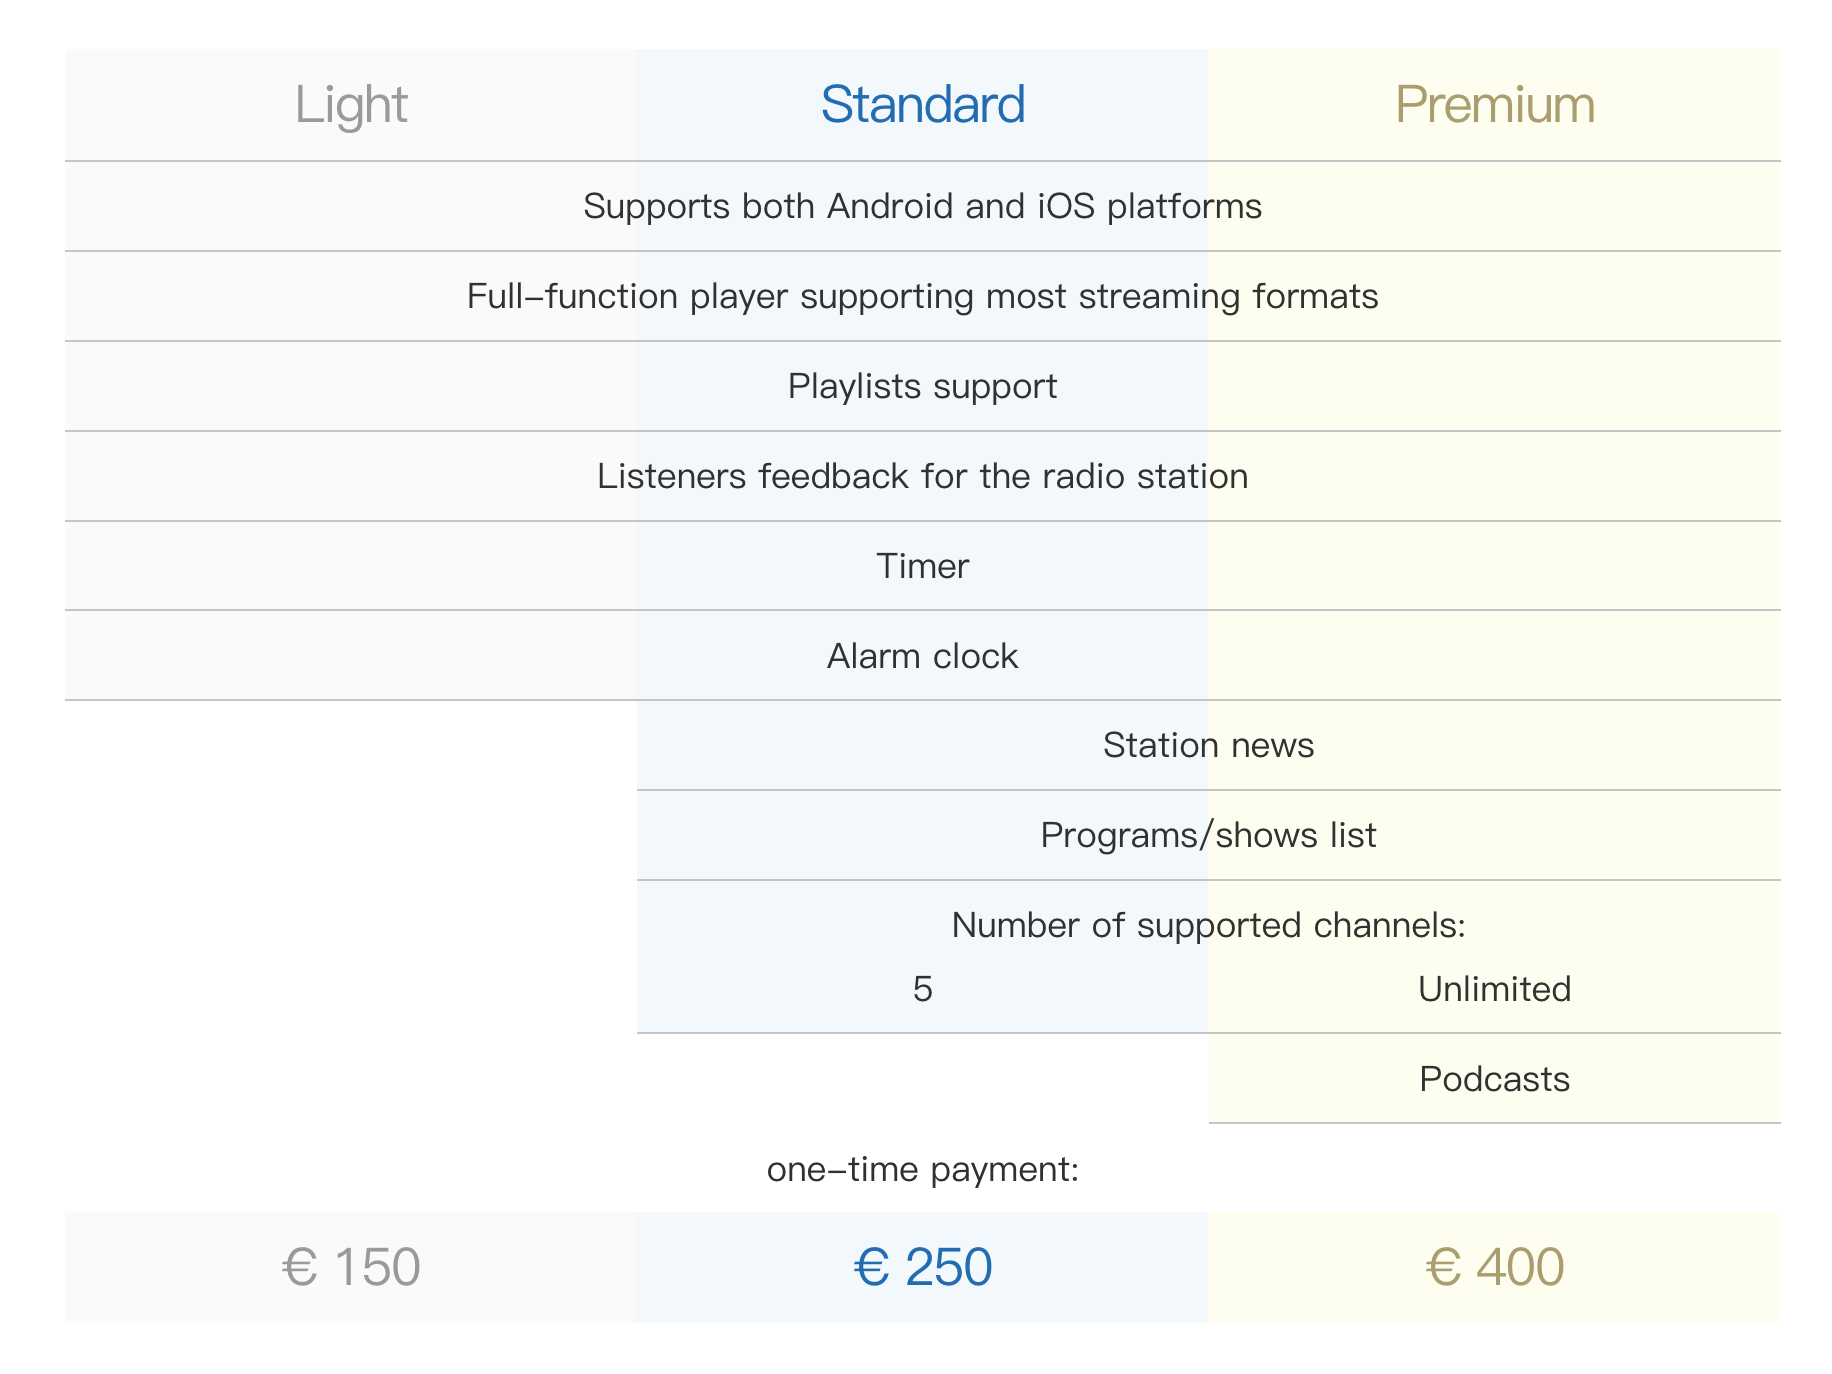 Light Standard Premium
Supports both Android and iOS platforms
Full-function player supporting most streaming formats
Playlists support
Listeners feedback for the radio station
Timer
Alarm clock
Station news
Programs/shows list
Number of supported channels:
5 Unlimited
Podcasts
one-time payment:
€ 150 € 250 € 400